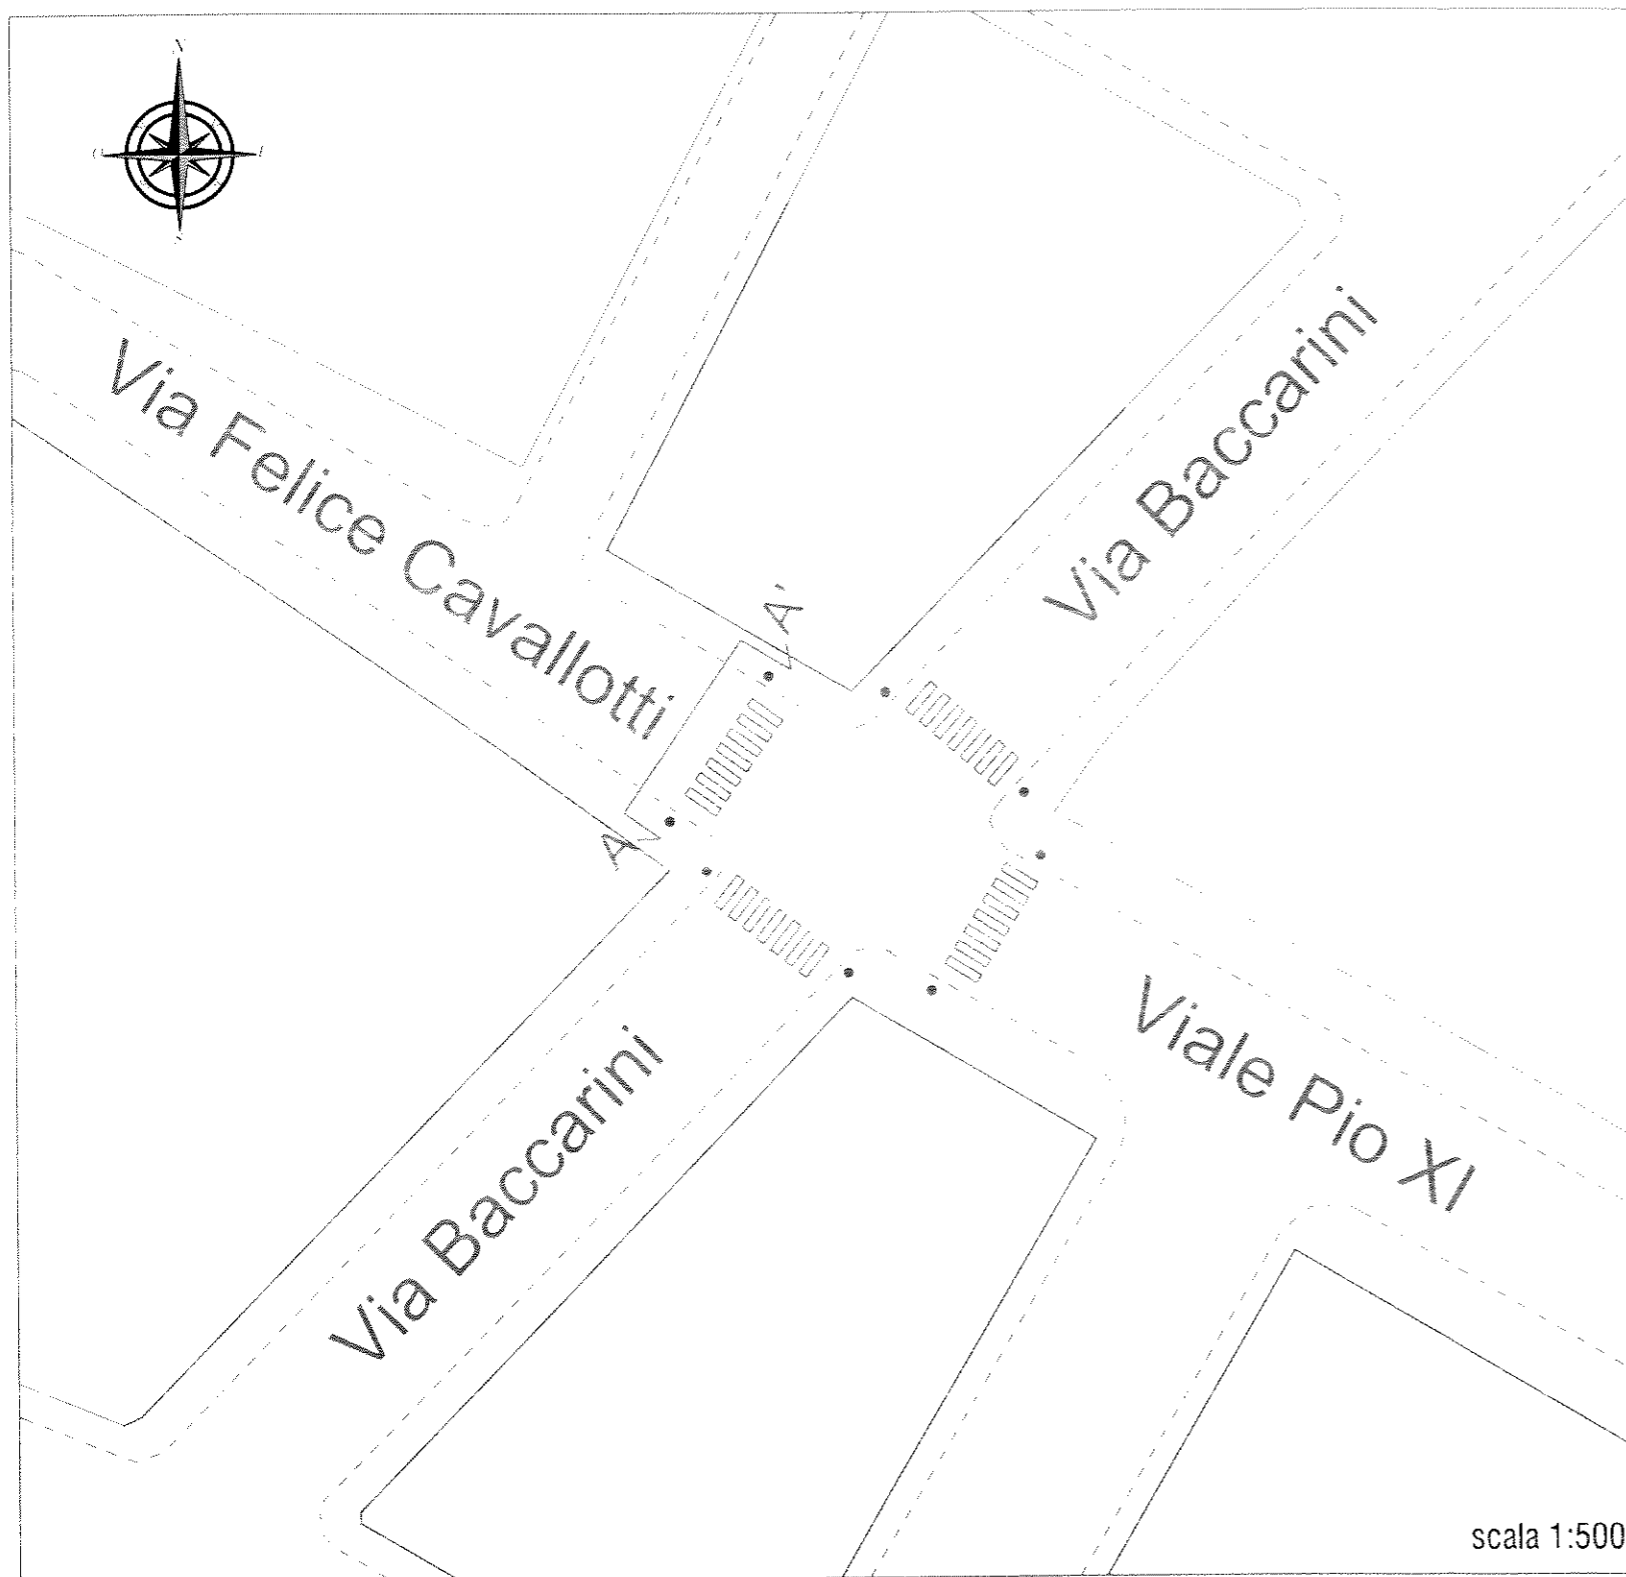 N
Via Felice Cavallotti
Via Baccarini
A'
A
Viale Pio XI
Via Baccarini
scala 1:500